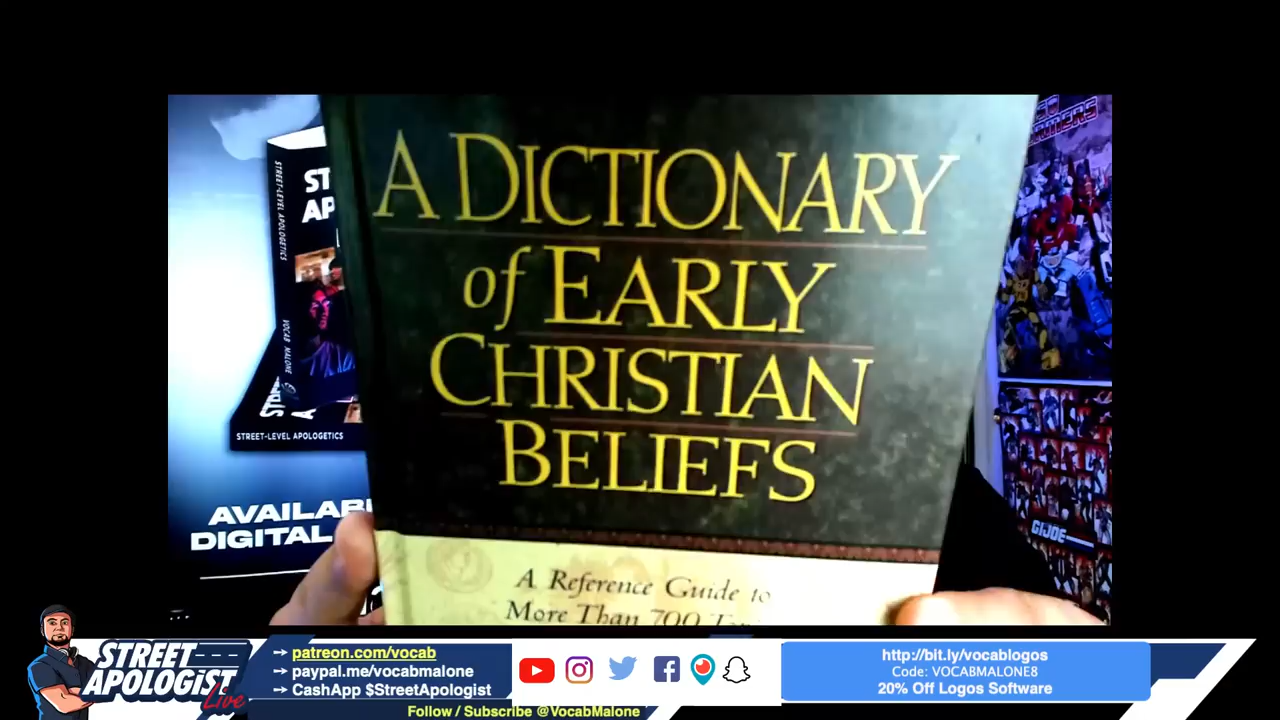 A DICTIONARY
of EARLY
CHRISTIAN
BELIEFS
A Reference Guide to
More Than 700
STREET-LEVEL APOLOGETICS
VOCAB MALONE
ST
AP
STREET-LEVEL APOLOGETICS
AVAILAB
DIGITAL
GI JOE
STREET
APOLOGIST
Live
→ patreon.com/vocab
→ paypal.me/vocabmalone
→ CashApp $StreetApologist
Follow / Subscribe @VocabMalone
http://bit.ly/vocablogos
Code: VOCABMALONE8
20% Off Logos Software